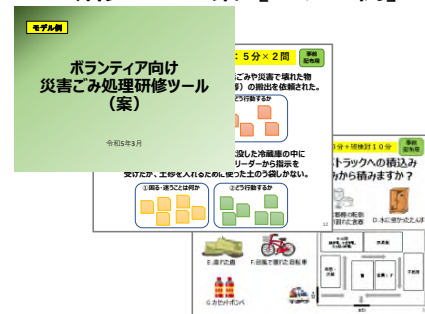 モデル例
ボランティア向け
災害ごみ処理研修ツール
（案）
令和5年3月
：５分×２問
事前
配布用
ごみや災害で壊れた物
）の搬出を依頼された。
どう行動するか
没した冷蔵庫の中に
リーダーから指示を
受けたが、土砂を入れるために使った土のう袋しかない。
①困る・迷うことは何か
②どう行動するか
12
分＋班検討１０分
事前
配布用
トラックへの積込み
から積みますか？
D.水に浸かったたんす
E.濡れた畳
F.台風で壊れた自転車
G.カセットボンベ